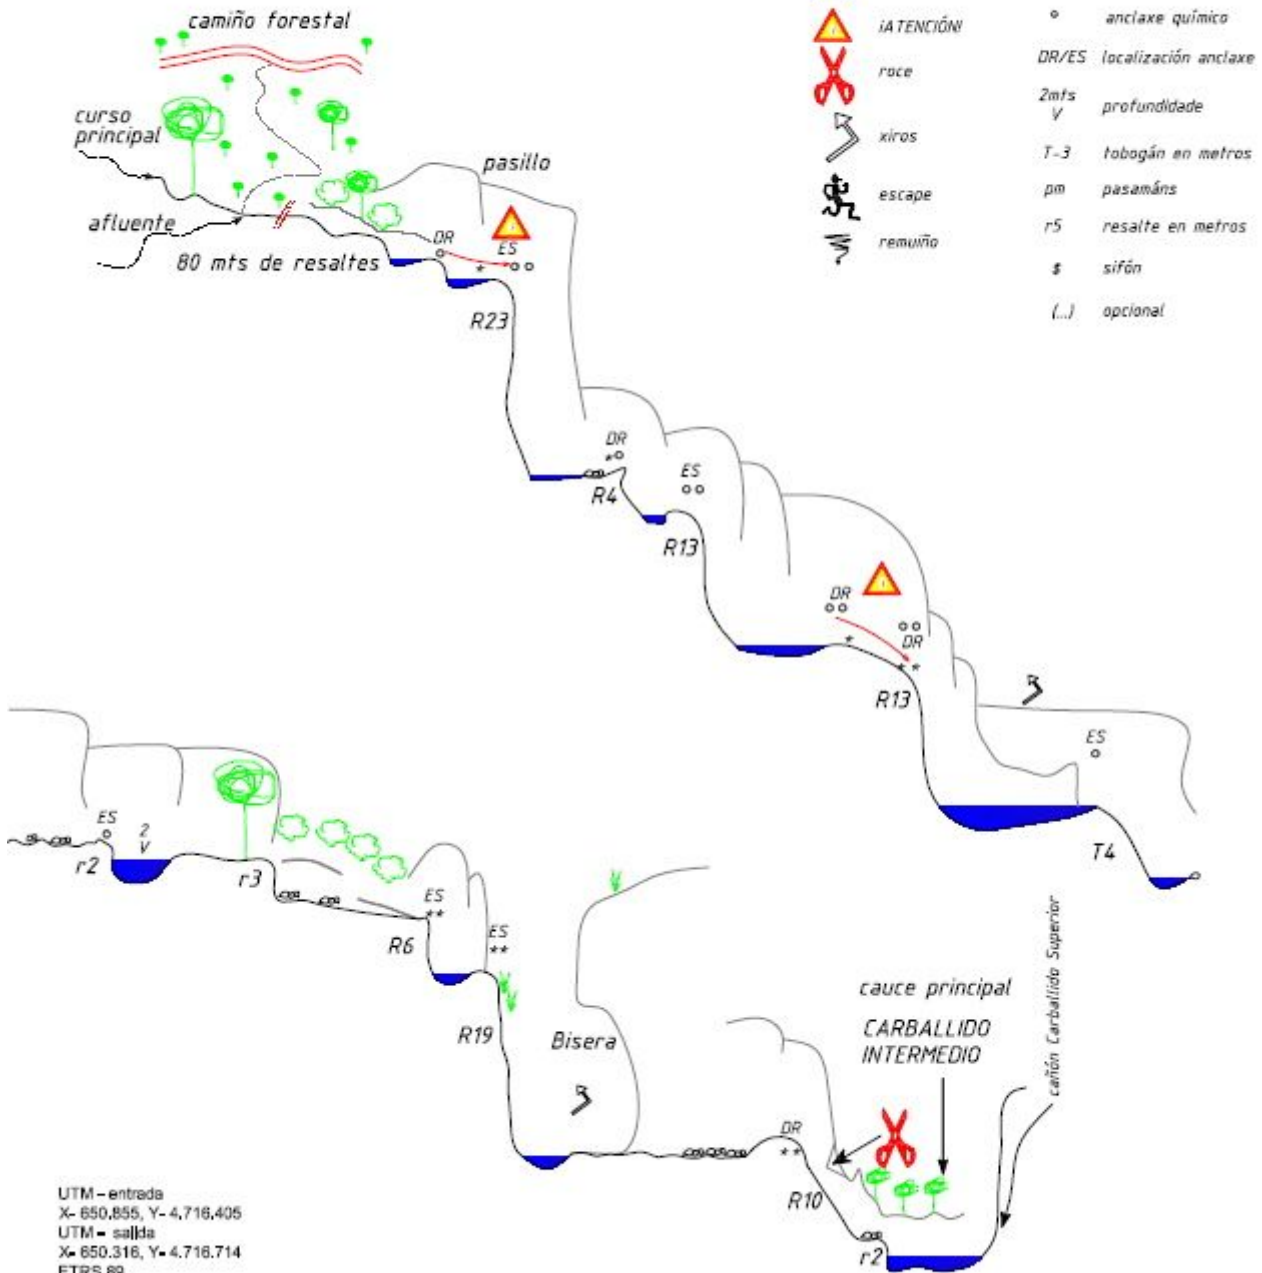 camiño forestal
curso
principal
afluente
80 mts de resaltes
pasillo
DR
ES
R23
¡ATENCIÓN!
roce
xiros
escape
remuíño
anclaxe químico
DR/ES localización anclaxe
2mts
V profundidade
T-3 tobogán en metros
pm pasamáns
r5 resalte en metros
$ sifón
(...) opcional
DR
R4
ES
R13
DR
DR
R13
ES
T4
ES
r2
2
V
r3
ES
R6
ES
R19
Bisera
DR
R10
r2
cauce principal
CARBALLIDO
INTERMEDIO
cañón Carballido Superior
UTM - entrada
X- 650.855, Y- 4.716.405
UTM - saída
X- 650.316, Y- 4.716.714
ETRS 89